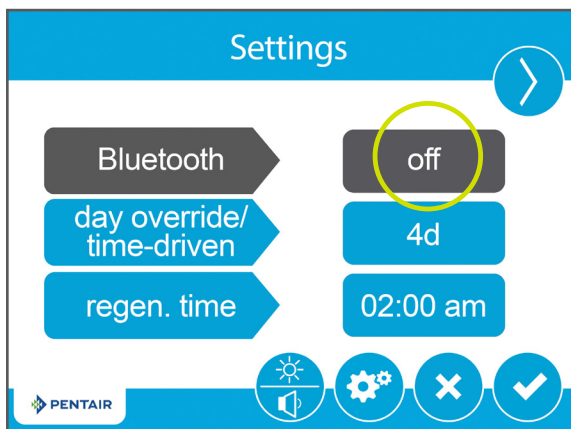 Settings
Bluetooth
off
day override/
time-driven
4d
regen. time
02:00 am
PENTAIR